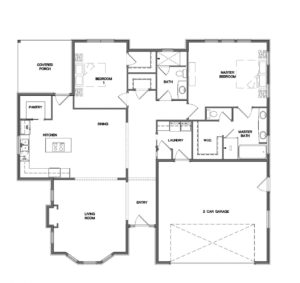 COVERED
PORCH
BEDROOM
1
BATH
MASTER
BEDROOM
PANTRY
DINING
KITCHEN
LAUNDRY
W.I.C.
MASTER
BATH
LIVING
ROOM
ENTRY
2 CAR GARAGE